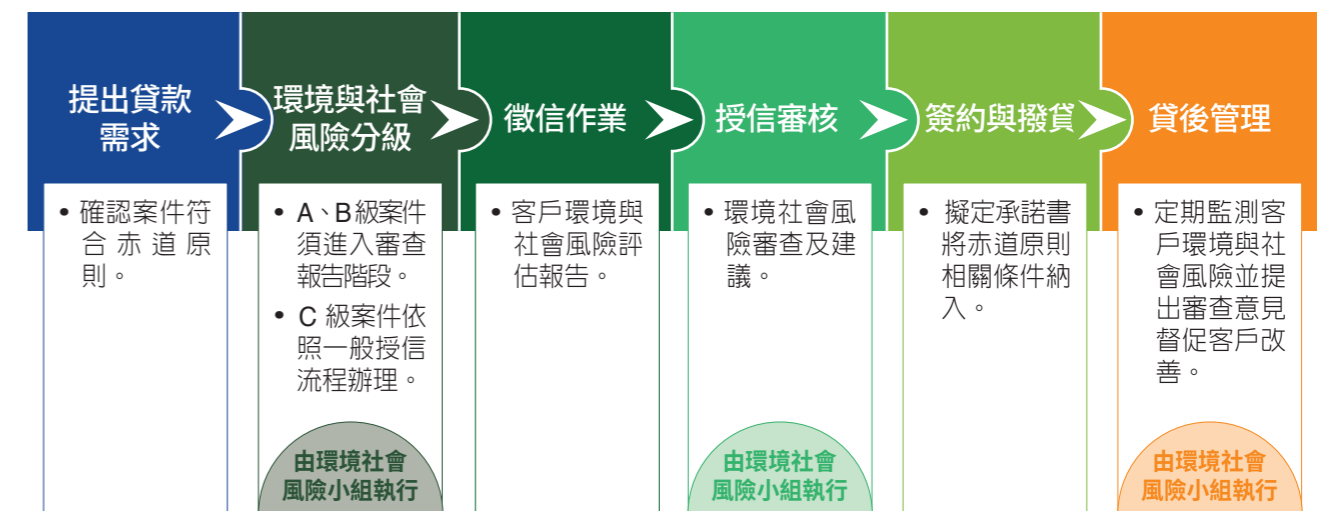 提出貸款
需求
環境與社會
風險分級
徵信作業
授信審核
簽約與撥貸
貸後管理
• 確認案件符
合赤道原
則。
• A、B級案件
須進入審查
報告階段。
• C 級案件依
照一般授信
流程辦理。
• 客戶環境與
社會風險評
估報告。
• 環境社會風
險審查及建
議。
• 擬定承諾書
將赤道原則
相關條件納
入。
• 定期監測客
戶環境與社
會風險並提
出審查意見
督促客戶改
善。
由環境社會
風險小組執行
由環境社會
風險小組執行
由環境社會
風險小組執行